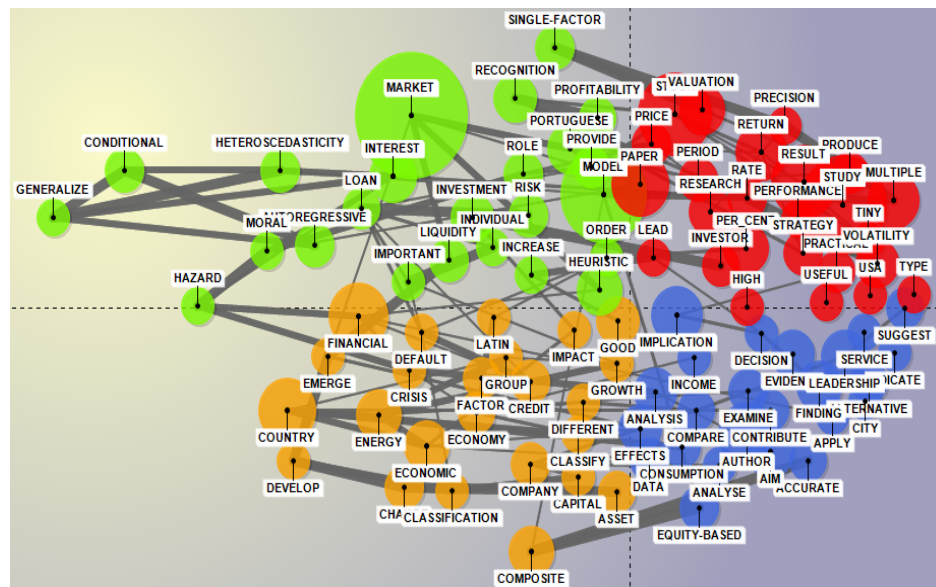 SINGLE-FACTOR
RECOGNITION
VALUATION
MARKET
PROFITABILITY
PRECISION
PRICE
PORTUGUESE
RETURN
CONDITIONAL
HETEROSCEDASTICITY
INTEREST
ROLE
PROVIDE
PERIOD
RESULT
PRODUCE
MODEL
PAPER
GENERALIZE
LOAN
INVESTMENT
RISK
RESEARCH
RATE
PERFORMANCE
STUDY
MULTIPLE
MORAL
AUTOREGRESSIVE
INDIVIDUAL
PER_CENT
STRATEGY
TINY
LIQUIDITY
ORDER
LEAD
VOLATILITY
HAZARD
IMPORTANT
INCREASE
HEURISTIC
INVESTOR
PRACTICAL
HIGH
USEFUL
USA
TYPE
FINANCIAL
DEFAULT
LATIN
IMPACT
GOOD
IMPLICATION
SUGGEST
EMERGE
CRISIS
GROUP
GROWTH
INCOME
DECISION
SERVICE
FACTOR
CREDIT
LEADERSHIP
COUNTRY
ENERGY
ECONOMY
DIFFERENT
ANALYSIS
EXAMINE
FINDING
COMPARE
CONTRIBUTE
APPLY
CITY
DEVELOP
ECONOMIC
CLASSIFY
EFFECTS
CONSUMPTION
AUTHOR
AIM
COMPANY
CAPITAL
DATA
ANALYSE
ACCURATE
CLASSIFICATION
ASSET
EQUITY-BASED
COMPOSITE